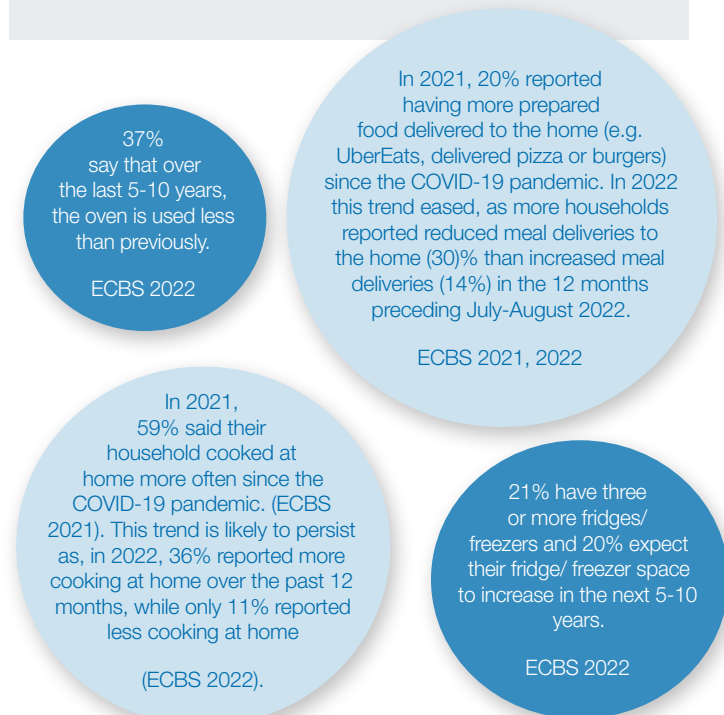 37%
say that over
the last 5-10 years,
the oven is used less
than previously.
ECBS 2022
In 2021, 20% reported
having more prepared
food delivered to the home (e.g.
UberEats, delivered pizza or burgers)
since the COVID-19 pandemic. In 2022
this trend eased, as more households
reported reduced meal deliveries to
the home (30)% than increased meal
deliveries (14%) in the 12 months
preceding July-August 2022.
ECBS 2021, 2022
In 2021,
59% said their
household cooked at
home more often since the
COVID-19 pandemic. (ECBS
2021). This trend is likely to persist
as, in 2022, 36% reported more
cooking at home over the past 12
months, while only 11% reported
less cooking at home
(ECBS 2022).
21% have three
or more fridges/
freezers and 20% expect
their fridge/ freezer space
to increase in the next 5-10
years.
ECBS 2022